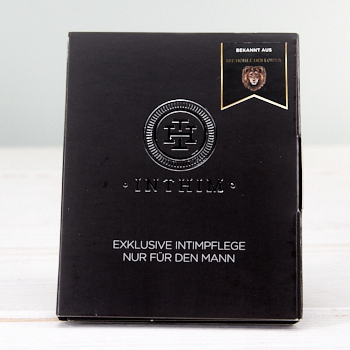 BEKANNT AUS
DIE HÖHLE DER LÖWEN
· INTHIM ·
EXKLUSIVE INTIMPFLEGE
NUR FÜR DEN MANN